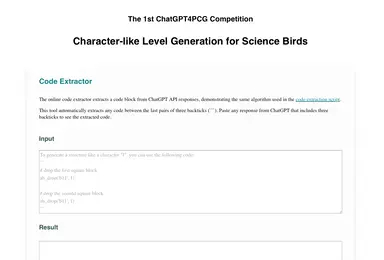 The 1st ChatGPT4PCG Competition
Character-like Level Generation for Science Birds
Code Extractor
The online code extractor extracts a code block from ChatGPT API responses, demonstrating the same algorithm used in the code extraction script.
This tool automatically extracts any code between the last pairs of three backticks (```). Paste any response from ChatGPT that includes three
backticks to see the extracted code.
Input
To generate a structure like a character "I", you can use the following code:
# drop the first square block
ab_drop('b11', 1)
# drop the second square block
ab_drop('b11', 1)
Result